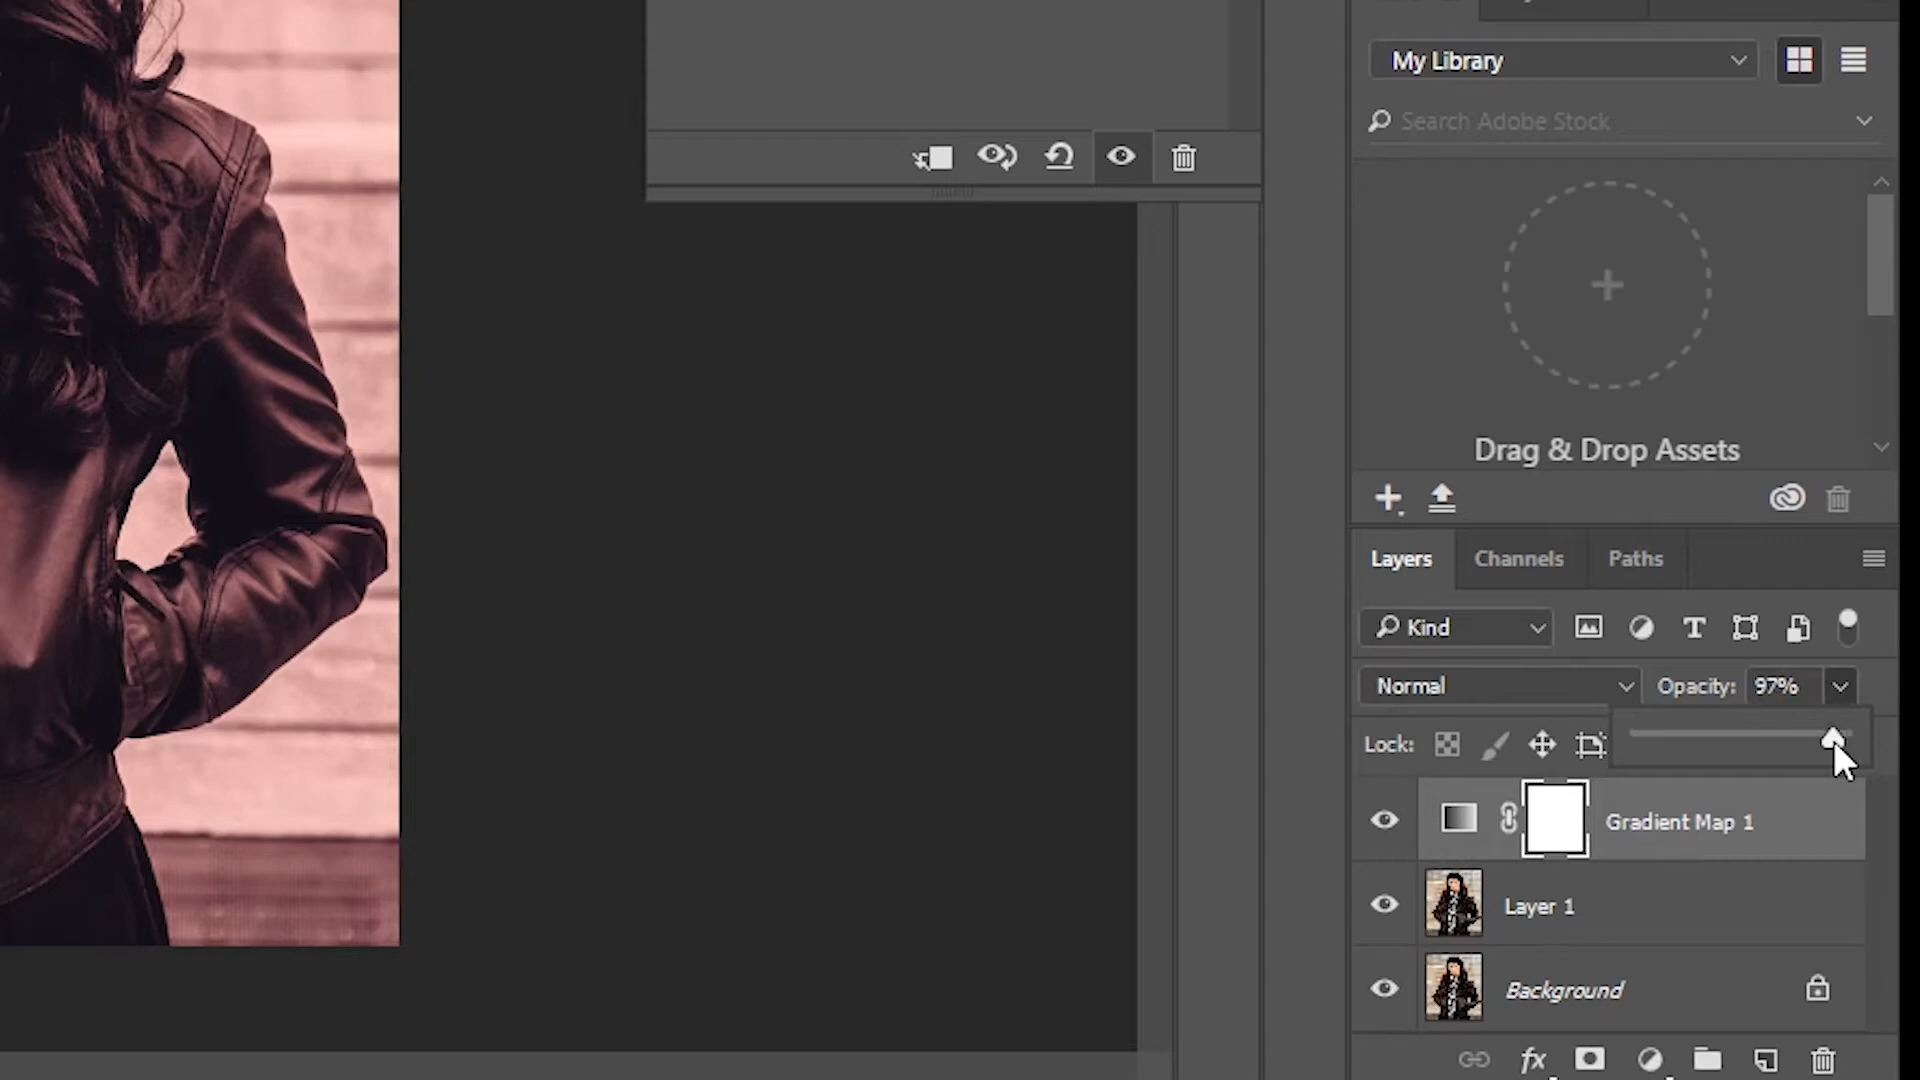 My Library
Search Adobe Stock
Drag & Drop Assets
Layers Channels Paths
Kind
Normal Opacity: 97%
Lock:
Gradient Map 1
Layer 1
Background
fx